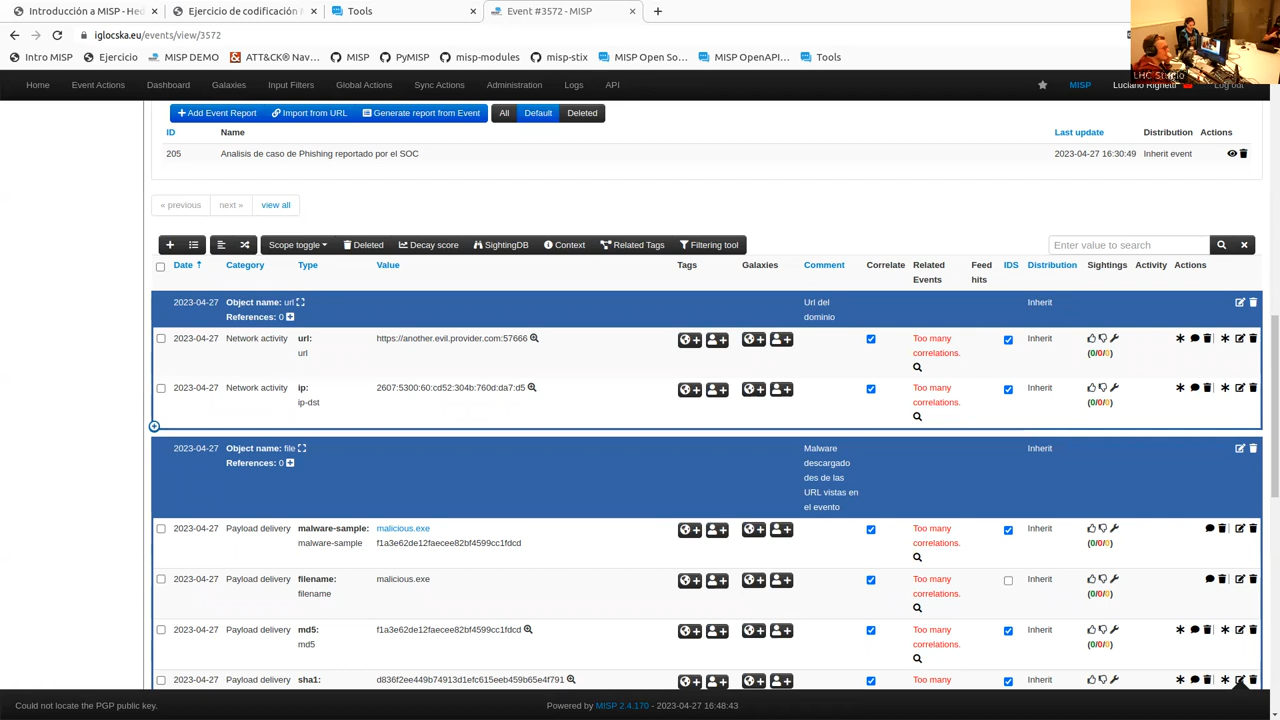 Introducción a MISP - Hed
Ejercicio de codificación
Tools
Event #3572 - MISP
iglocska.eu/events/view/3572
Intro MISP
Ejercicio
MISP DEMO
ATT&CK® Nav…
MISP
PyMISP
misp-modules
misp-stix
MISP Open So…
MISP OpenAPI…
Tools
LHC Studio
Home
Event Actions
Dashboard
Galaxies
Input Filters
Global Actions
Sync Actions
Administration
Logs
API
MISP
Luciano Righetti
Log out
Add Event Report
Import from URL
Generate report from Event
All
Default
Deleted
ID
Name
Last update
Distribution
Actions
205
Analisis de caso de Phishing reportado por el SOC
2023-04-27 16:30:49
Inherit event
« previous
next »
view all
Scope toggle
Deleted
Decay score
SightingDB
Context
Related Tags
Filtering tool
Enter value to search
Date
Category
Type
Value
Tags
Galaxies
Comment
Correlate
Related
Events
Feed
hits
IDS
Distribution
Sightings
Activity
Actions
2023-04-27
Object name: url
References: 0
Url del
dominio
Inherit
2023-04-27
Network activity
url:
url
https://another.evil.provider.com:57666
Too many
correlations.
Inherit
(0/0/0)
2023-04-27
Network activity
ip:
ip-dst
2607:5300:60:cd52:304b:760d:da7:d5
Too many
correlations.
Inherit
(0/0/0)
2023-04-27
Object name: file
References: 0
Malware
descargado
des de las
URL vistas en
el evento
Inherit
2023-04-27
Payload delivery
malware-sample:
malware-sample
malicious.exe
f1a3e62de12faecee82bf4599cc1fdcd
Too many
correlations.
Inherit
(0/0/0)
2023-04-27
Payload delivery
filename:
filename
malicious.exe
Too many
correlations.
Inherit
(0/0/0)
2023-04-27
Payload delivery
md5:
md5
f1a3e62de12faecee82bf4599cc1fdcd
Too many
correlations.
Inherit
(0/0/0)
2023-04-27
Payload delivery
sha1:
d836f2ee449b74913d1efc615eeb459b65e4f791
Too many
Inherit
Could not locate the PGP public key.
Powered by MISP 2.4.170 - 2023-04-27 16:48:43